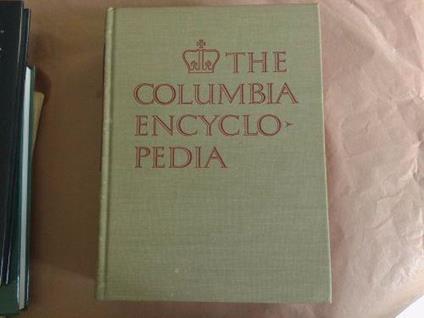 THE
COLUMBIA
ENCYCLO-
PEDIA